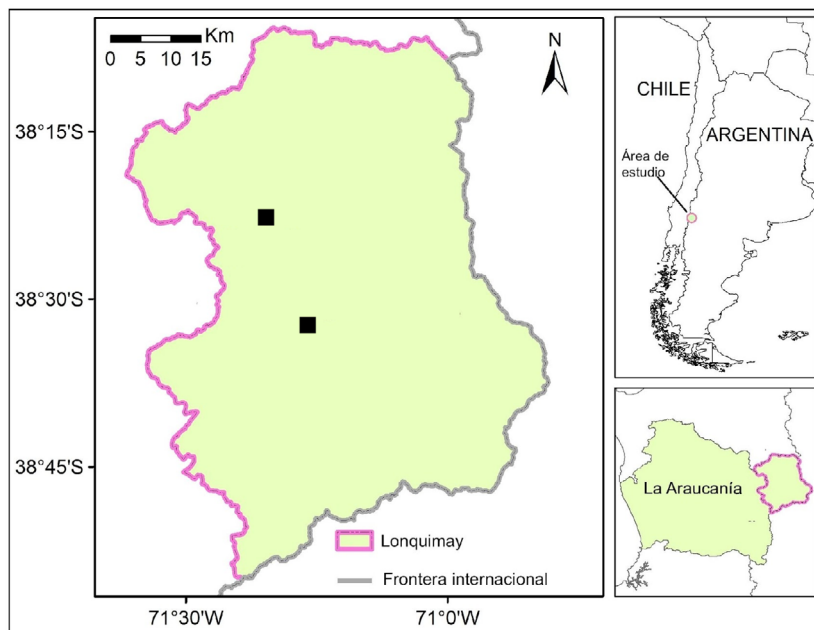 Km
0 5 10 15
N
38°15'S
38°30'S
38°45'S
71°30'W
71°0'W
Lonquimay
Frontera internacional
CHILE
ARGENTINA
Área de
estudio
La Araucanía